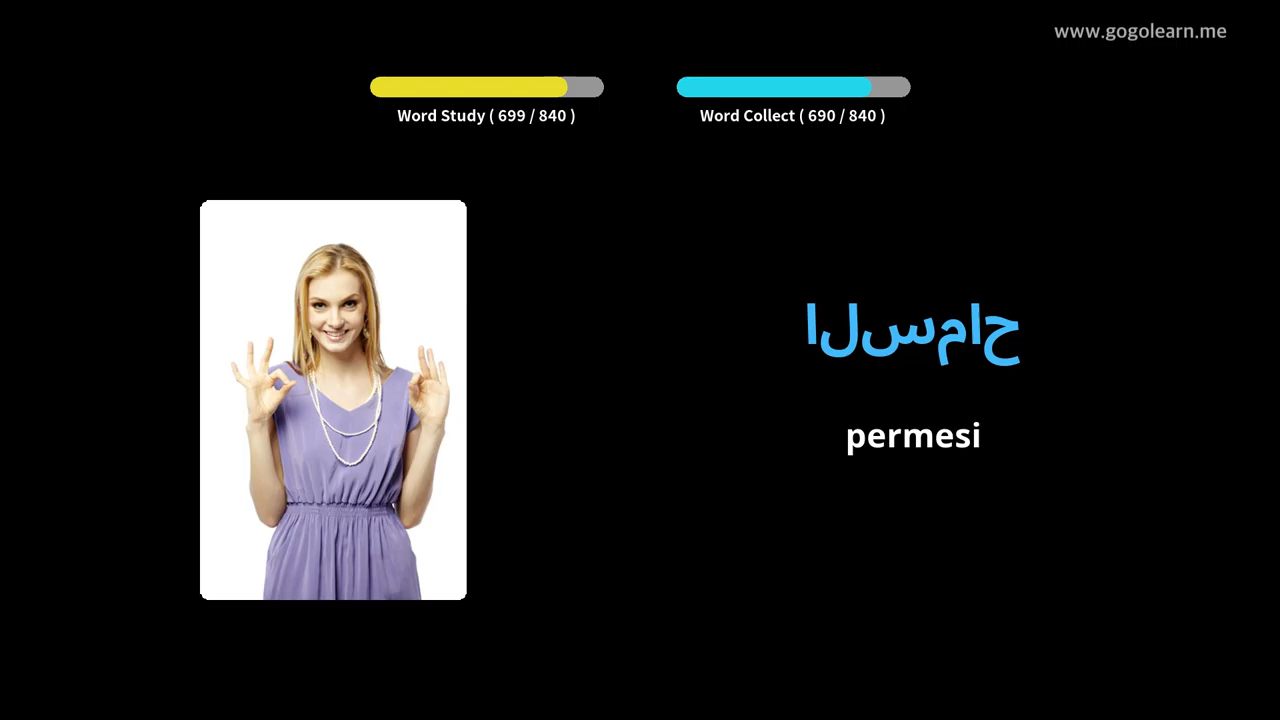 www.gogolearn.me
Word Study ( 699 / 840 )
Word Collect ( 690 / 840 )
السماح
permesi